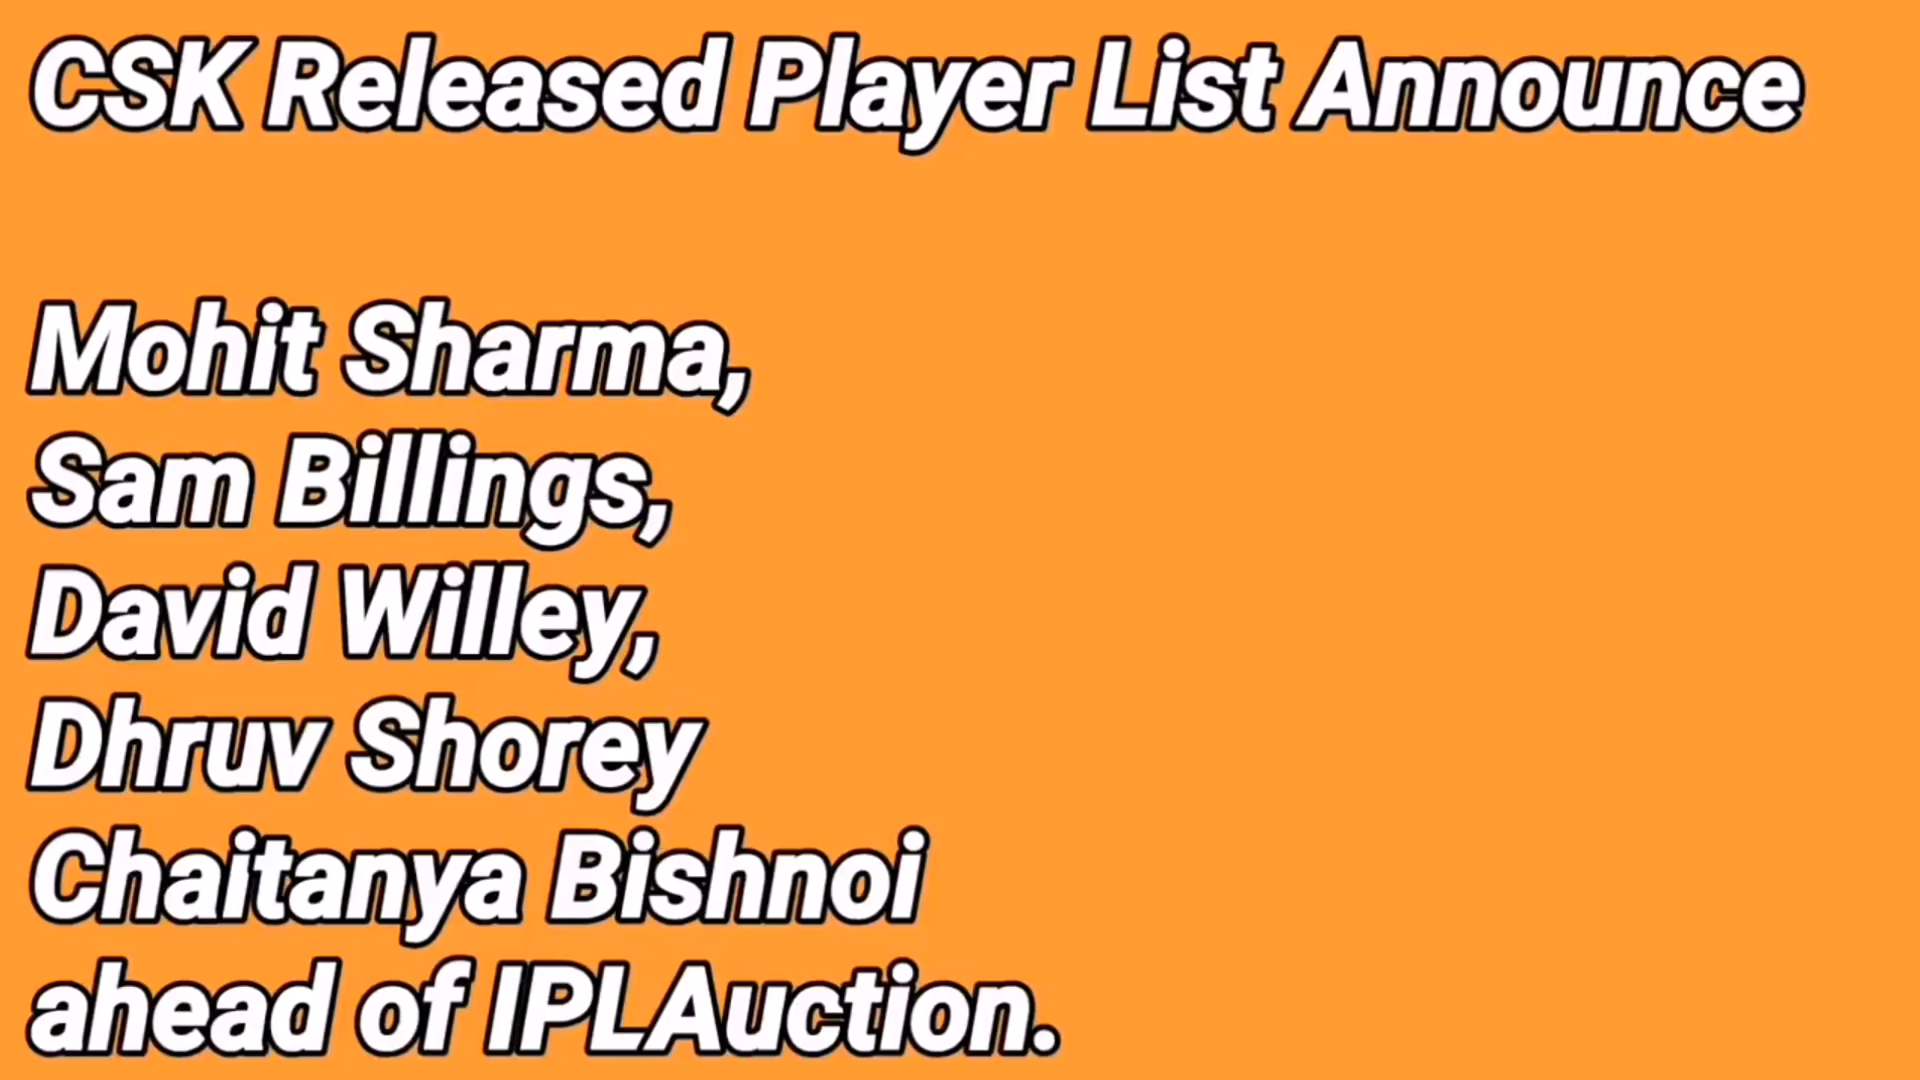 CSK Released Player List Announce
Mohit Sharma,
Sam Billings,
David Willey,
Dhruv Shorey
Chaitanya Bishnoi
ahead of IPLAuction.